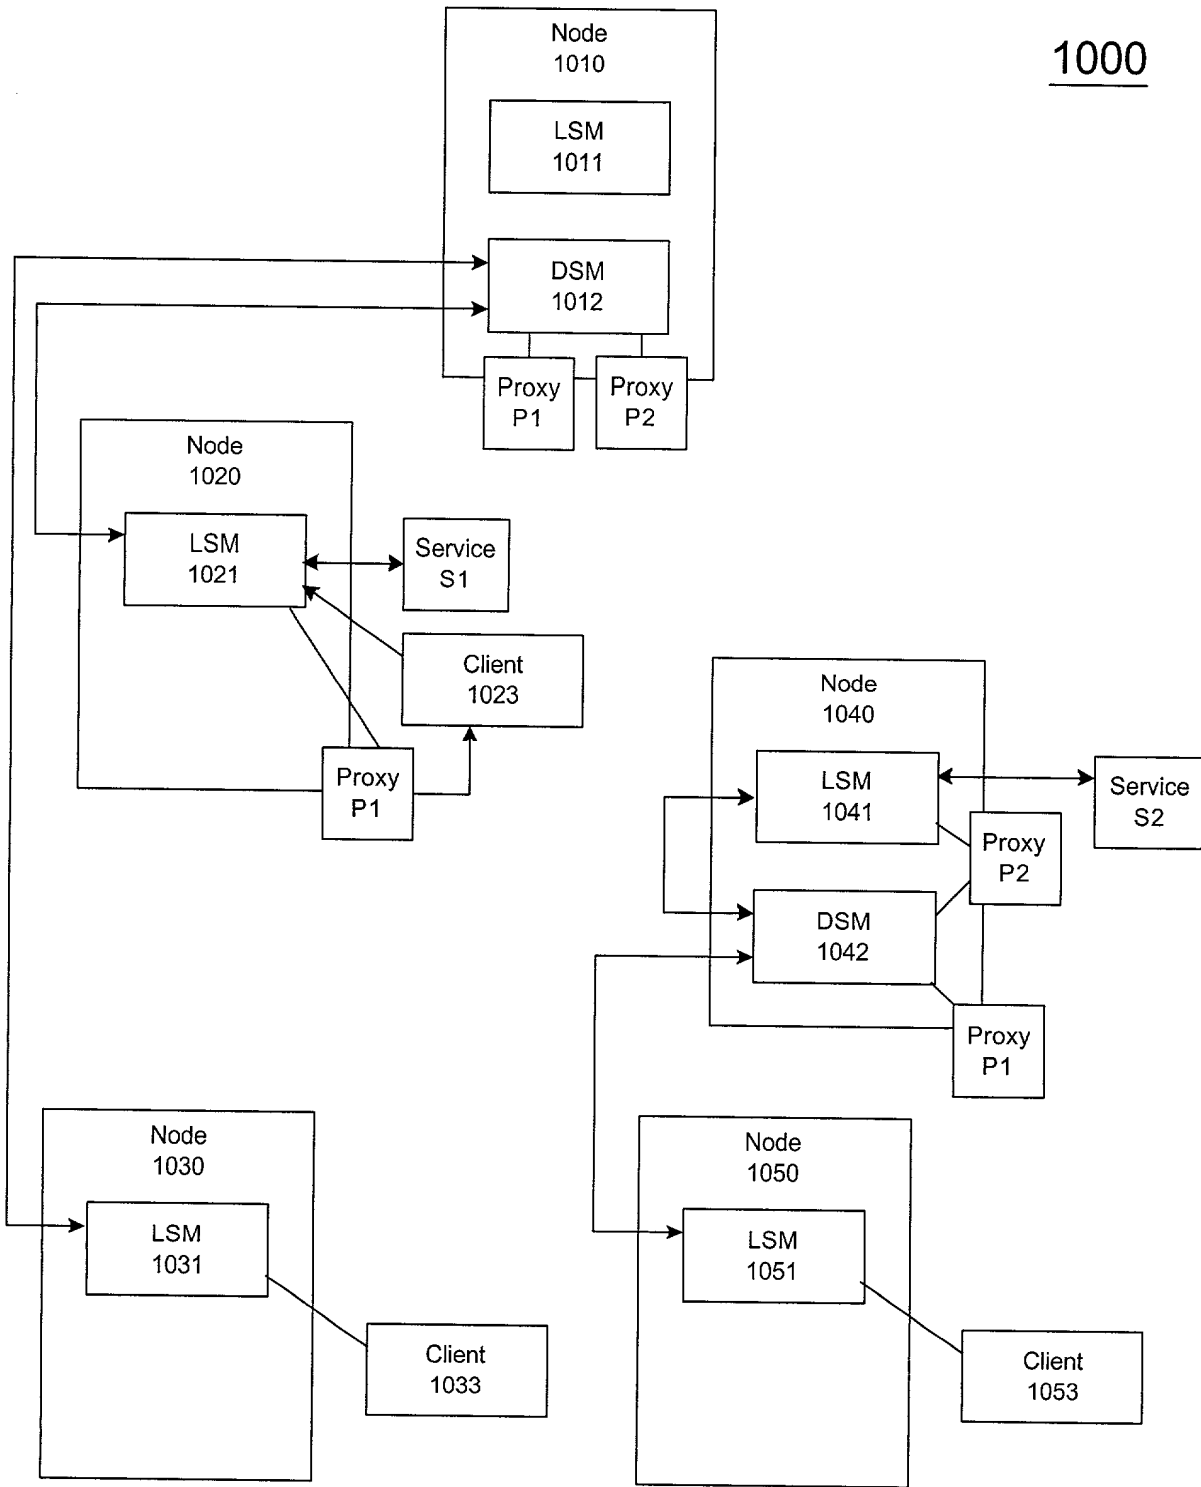 1000
Node
1010
LSM
1011
DSM
1012
Proxy
P1
Proxy
P2
Node
1020
LSM
1021
Service
S1
Client
1023
Proxy
P1
Node
1040
LSM
1041
Service
S2
Proxy
P2
DSM
1042
Proxy
P1
Node
1030
LSM
1031
Client
1033
Node
1050
LSM
1051
Client
1053